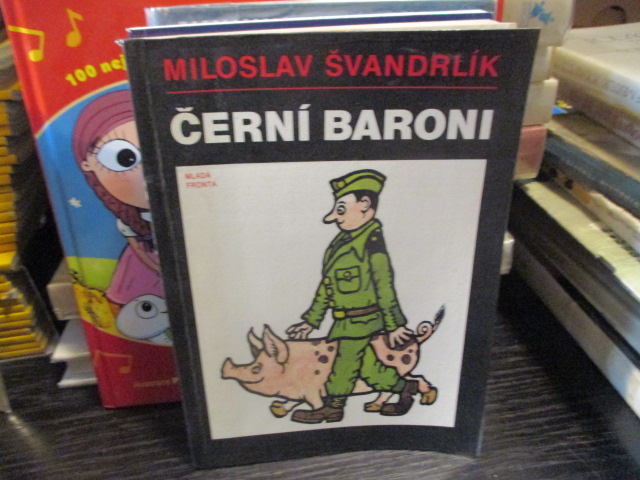 MILOSLAV ŠVANDRLÍK
ČERNÍ BARONI
MLADÁ
FRONTA
100 nej